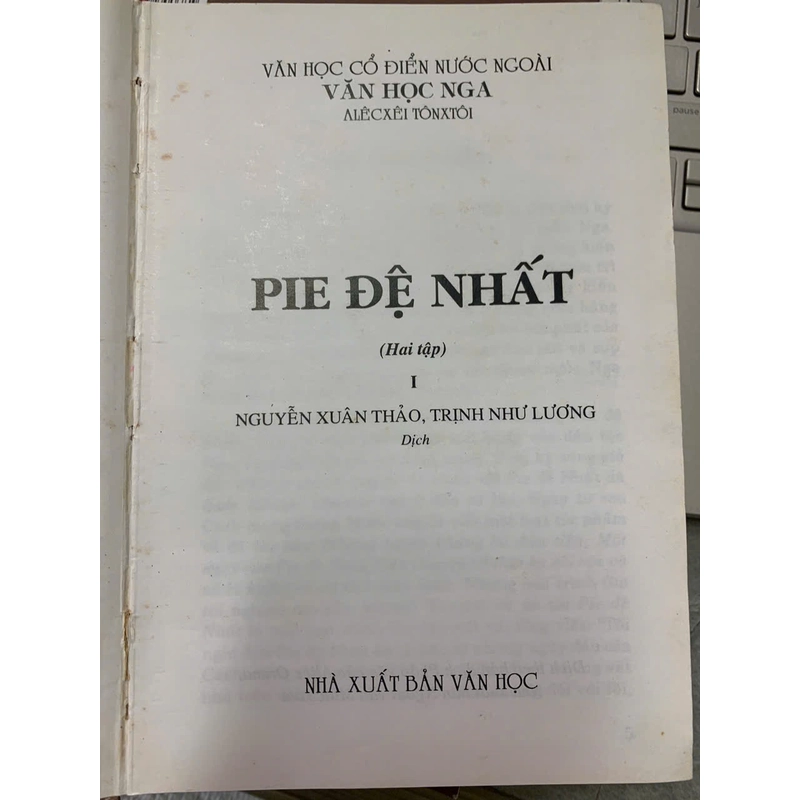 VĂN HỌC CỔ ĐIỂN NƯỚC NGOÀI
VĂN HỌC NGA
ALÊCXÊI TÔNXTÔI
PIE ĐỆ NHẤT
(Hai tập)
I
NGUYỄN XUÂN THẢO, TRỊNH NHƯ LƯƠNG
Dịch
NHÀ XUẤT BẢN VĂN HỌC
pause